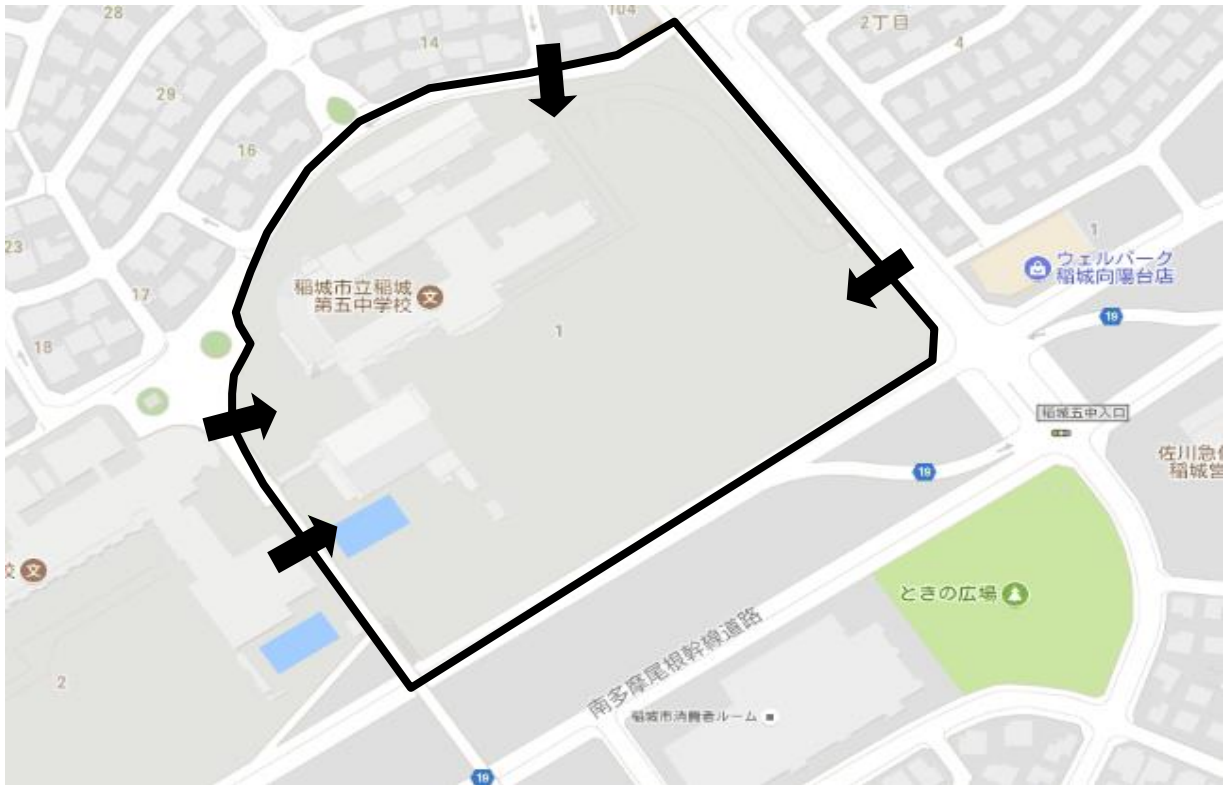 28
104
2丁目
14
4
29
16
1
ウェルパーク
稲城向陽台店
23
稲城市立稲城
第五中学校
文
17
19
1
18
稲城五中入口
佐川急
稲城営
19
ときの広場
校
文
南多摩尾根幹線道路
2
稲城市消費者ルーム
19